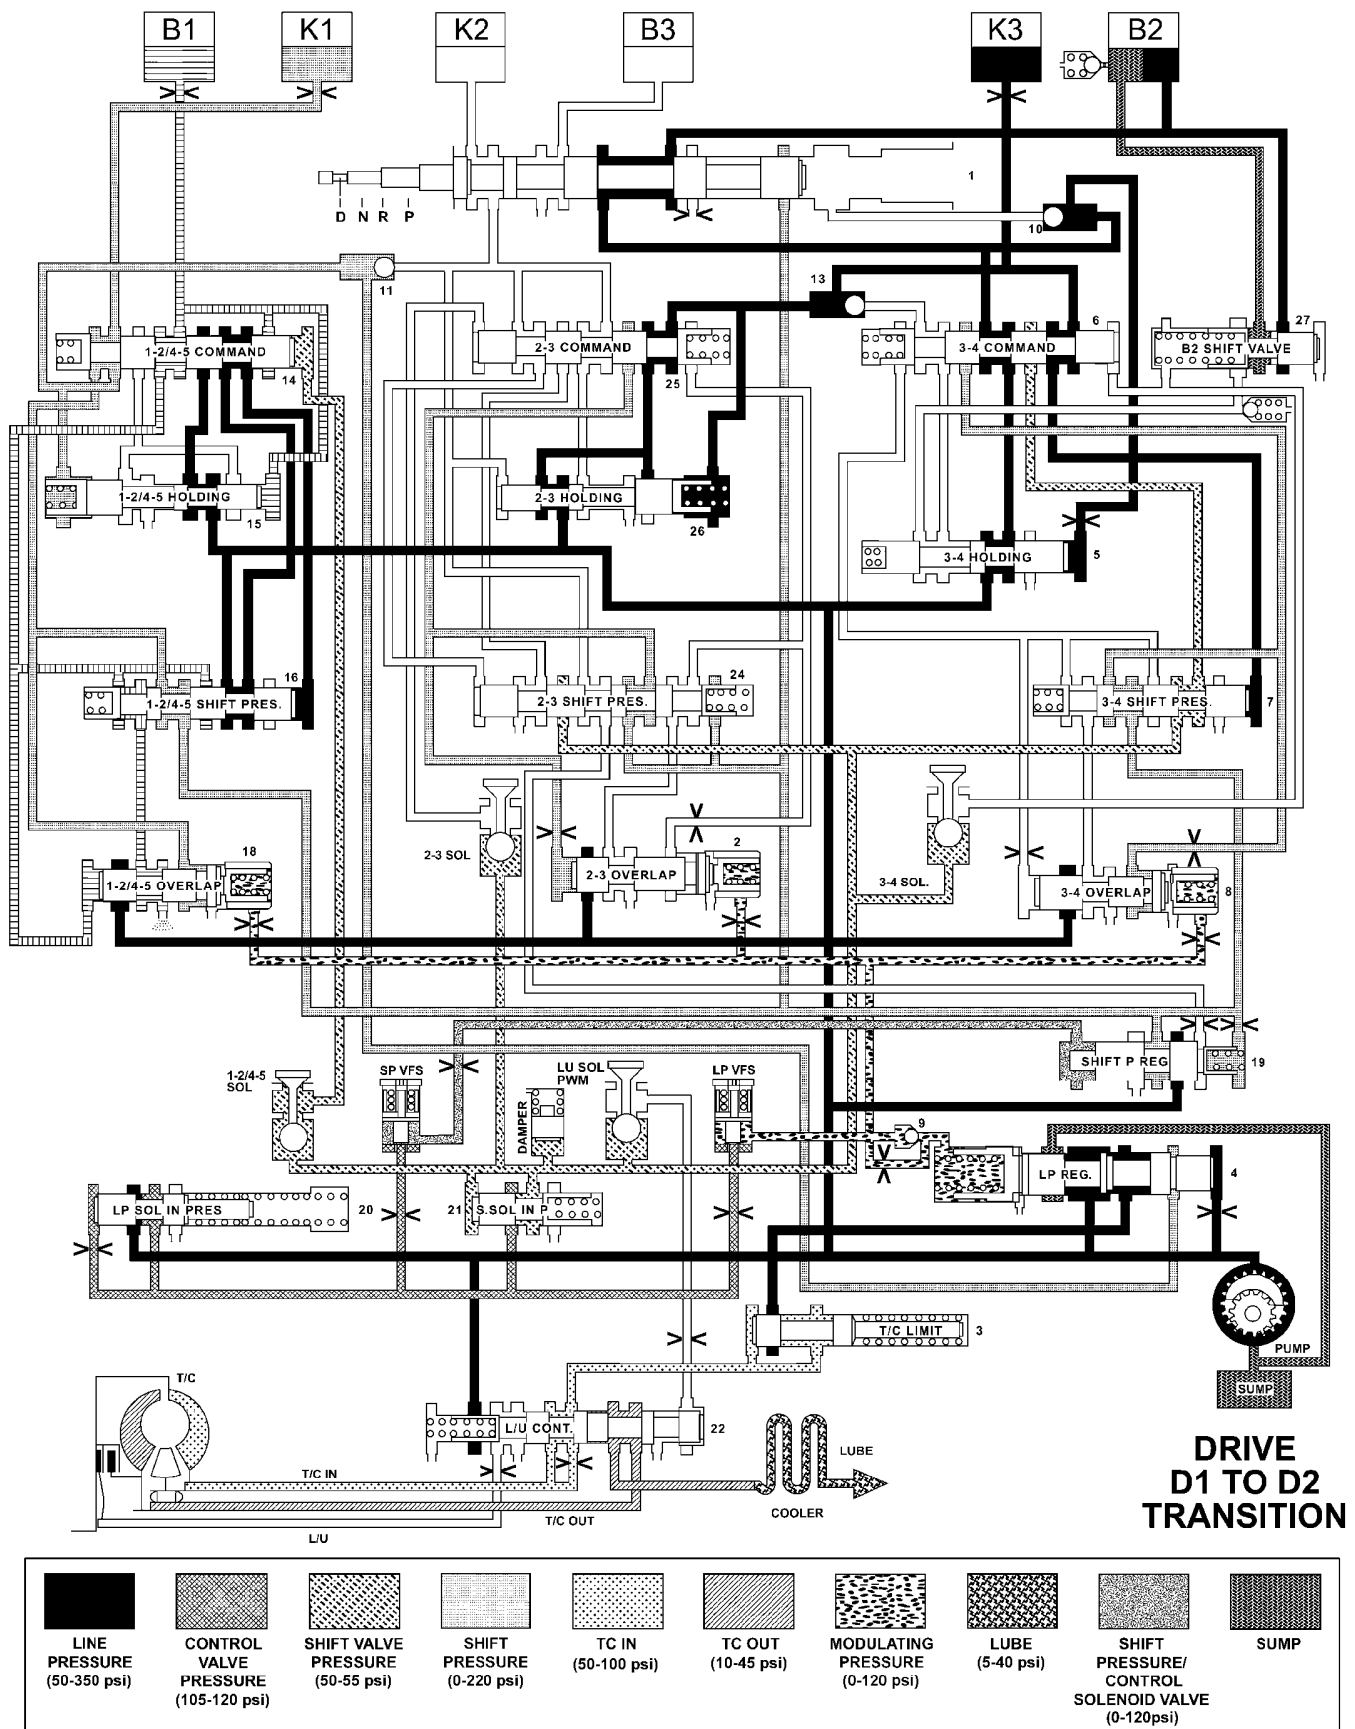 B1
K1
K2
B3
K3
B2
1
D N R P
10
11
13
1-2/4-5 COMMAND
14
2-3 COMMAND
25
3-4 COMMAND
6
B2 SHIFT VALVE
27
1-2/4-5 HOLDING
15
2-3 HOLDING
26
3-4 HOLDING
5
1-2/4-5 SHIFT PRES.
16
2-3 SHIFT PRES.
24
3-4 SHIFT PRES.
7
2-3 SOL
3-4 SOL.
1-2/4-5 OVERLAP
18
2-3 OVERLAP
2
3-4 OVERLAP
8
SHIFT P REG
19
1-2/4-5
SOL
SP VFS
DAMPER
LU SOL
PWM
LP VFS
9
LP REG.
4
LP SOL IN PRES
20
21
S.SOL IN P
T/C LIMIT
3
PUMP
SUMP
T/C
L/U CONT.
22
T/C IN
T/C OUT
L/U
LUBE
COOLER
DRIVE
D1 TO D2
TRANSITION
LINE
PRESSURE
(50-350 psi)
CONTROL
VALVE
PRESSURE
(105-120 psi)
SHIFT VALVE
PRESSURE
(50-55 psi)
SHIFT
PRESSURE
(0-220 psi)
TC IN
(50-100 psi)
TC OUT
(10-45 psi)
MODULATING
PRESSURE
(0-120 psi)
LUBE
(5-40 psi)
SHIFT
PRESSURE/
CONTROL
SOLENOID VALVE
(0-120psi)
SUMP